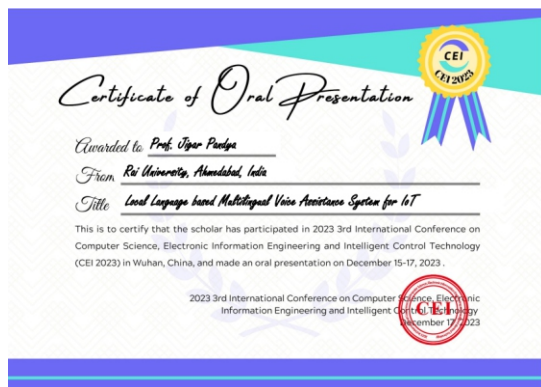 CEI
CEI 2023
Certificate of Oral Presentation
Awarded to Prof. Jigar Pandya
From Rai University, Ahmedabad, India
Title Local Language based Multilingual Voice Assistance System for IoT
This is to certify that the scholar has participated in 2023 3rd International Conference on
Computer Science, Electronic Information Engineering and Intelligent Control Technology
(CEI 2023) in Wuhan, China, and made an oral presentation on December 15-17, 2023 .
2023 3rd International Conference on Computer Science, Electronic
Information Engineering and Intelligent Control Technology
December 17, 2023
CEI